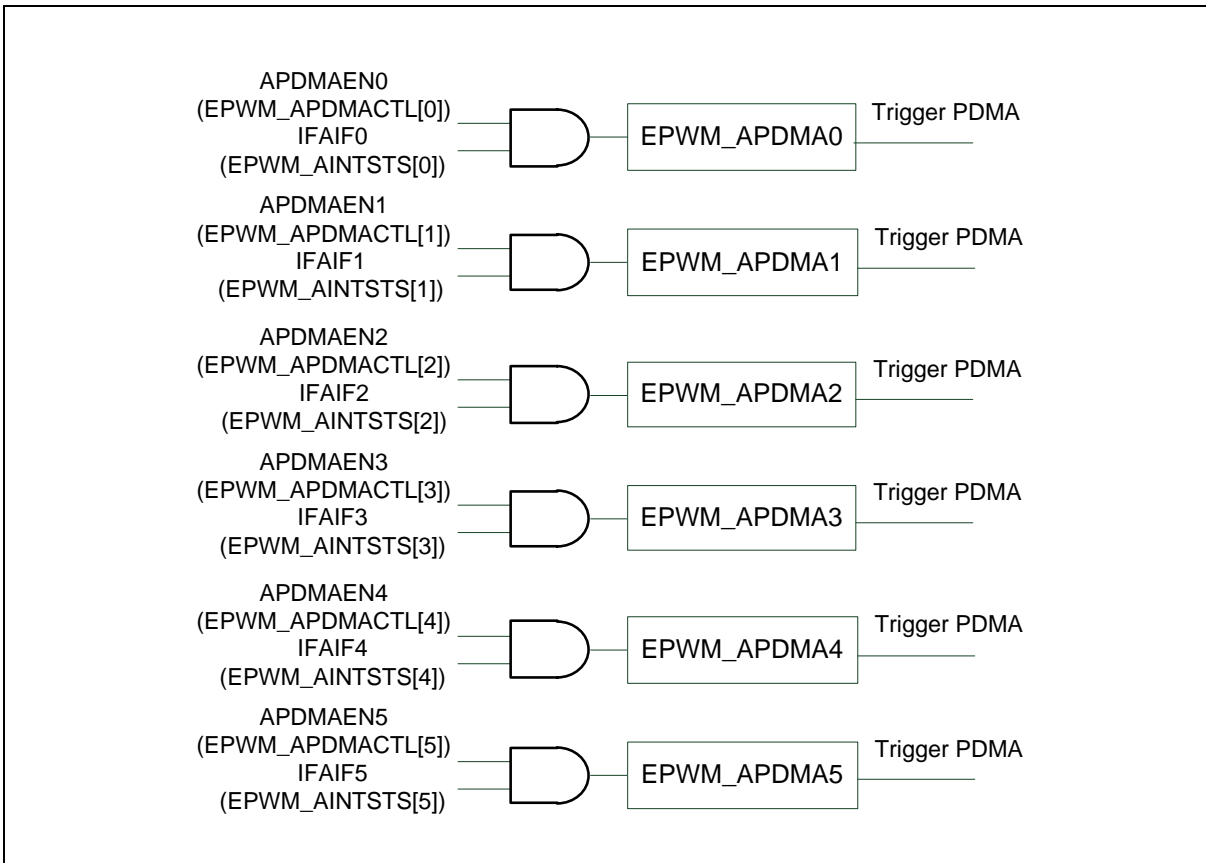 APDMAEN0
(EPWM_APDMACTL[0])
IFAIF0
(EPWM_AINTSTS[0])
EPWM_APDMA0
Trigger PDMA
APDMAEN1
(EPWM_APDMACTL[1])
IFAIF1
(EPWM_AINTSTS[1])
EPWM_APDMA1
Trigger PDMA
APDMAEN2
(EPWM_APDMACTL[2])
IFAIF2
(EPWM_AINTSTS[2])
EPWM_APDMA2
Trigger PDMA
APDMAEN3
(EPWM_APDMACTL[3])
IFAIF3
(EPWM_AINTSTS[3])
EPWM_APDMA3
Trigger PDMA
APDMAEN4
(EPWM_APDMACTL[4])
IFAIF4
(EPWM_AINTSTS[4])
EPWM_APDMA4
Trigger PDMA
APDMAEN5
(EPWM_APDMACTL[5])
IFAIF5
(EPWM_AINTSTS[5])
EPWM_APDMA5
Trigger PDMA